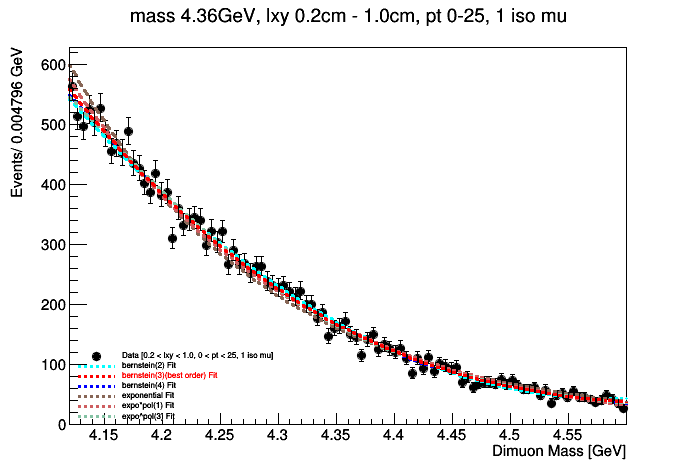 mass 4.36GeV, lxy 0.2cm - 1.0cm, pt 0-25, 1 iso mu
Events/ 0.004796 GeV
600
500
400
300
200
100
0
Data [0.2 < lxy < 1.0, 0 < pt < 25, 1 iso mu]
bernstein(2) Fit
bernstein(3)(best order) Fit
bernstein(4) Fit
exponential Fit
expo*pol(1) Fit
expo*pol(3) Fit
4.15 4.2 4.25 4.3 4.35 4.4 4.45 4.5 4.55
Dimuon Mass [GeV]